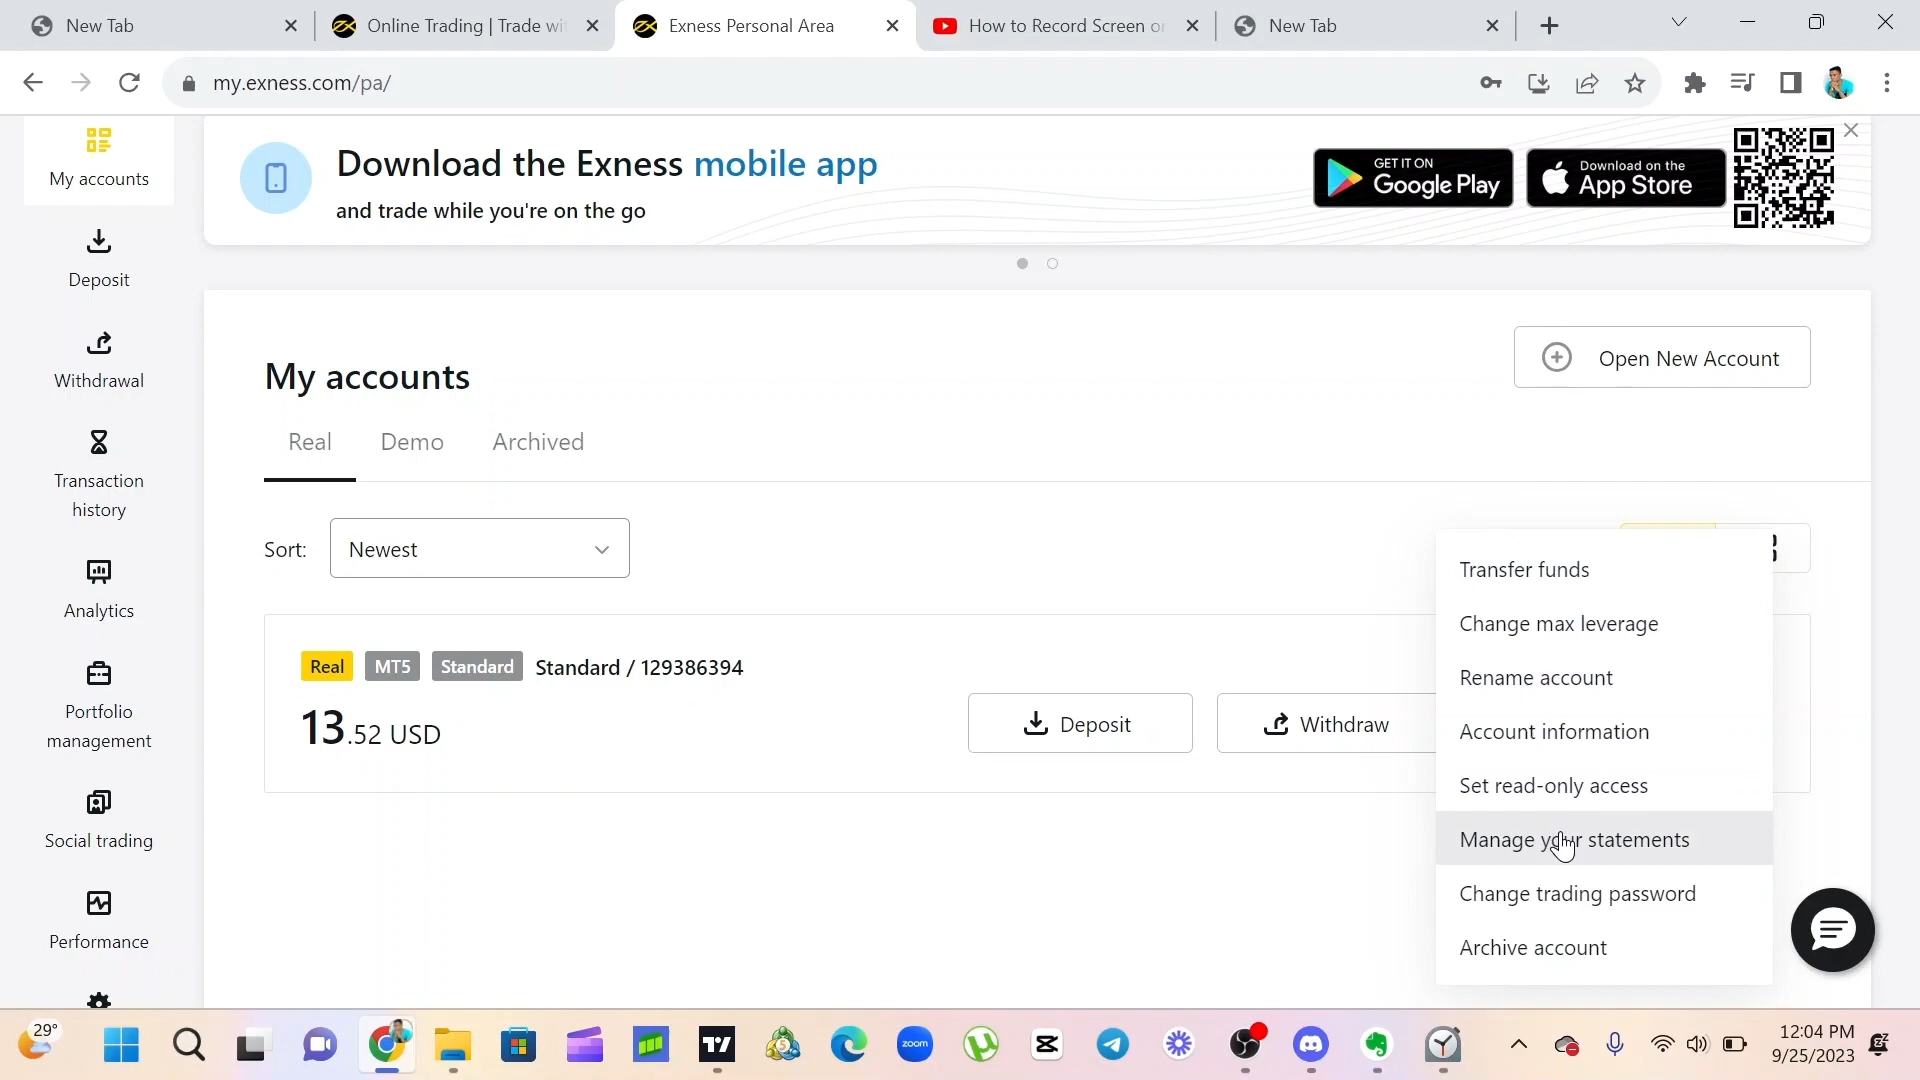 New Tab
Online Trading | Trade wi
Exness Personal Area
How to Record Screen o
New Tab
my.exness.com/pa/
My accounts
Deposit
Withdrawal
Transaction
history
Analytics
Portfolio
management
Social trading
Performance
Download the Exness mobile app
and trade while you're on the go
GET IT ON
Google Play
Download on the
App Store
My accounts
Open New Account
Real
Demo
Archived
Sort:
Newest
Real
MT5
Standard
Standard / 129386394
13.52 USD
Deposit
Withdraw
Transfer funds
Change max leverage
Rename account
Account information
Set read-only access
Manage your statements
Change trading password
Archive account
29°
zoom
12:04 PM
9/25/2023